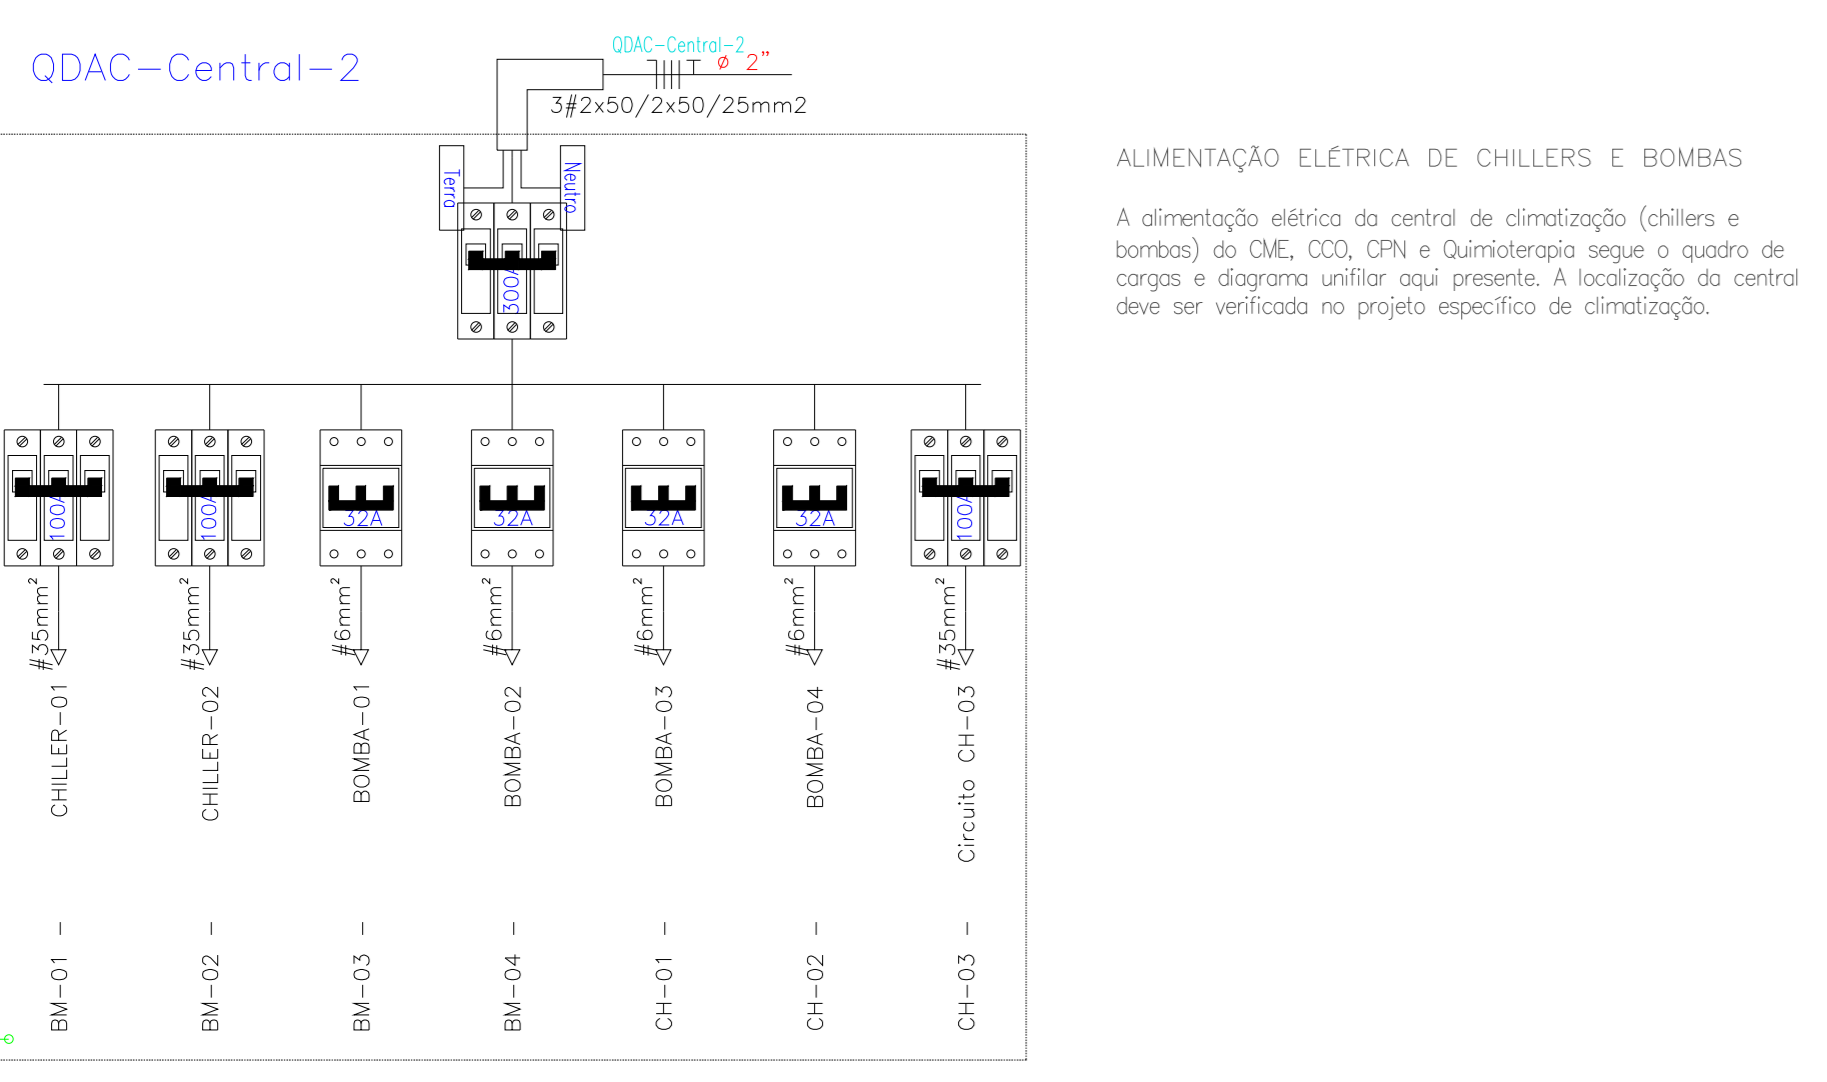 QDAC-Central-2
QDAC-Central-2
ø 2"
3#2x50/2x50/25mm2
Terra
Neutro
300A
100A
100A
32A
32A
32A
32A
100A
#35mm²
#35mm²
#6mm²
#6mm²
#6mm²
#6mm²
#35mm²
CHILLER-01
CHILLER-02
BOMBA-01
BOMBA-02
BOMBA-03
BOMBA-04
Circuito CH-03
BM-01 -
BM-02 -
BM-03 -
BM-04 -
CH-01 -
CH-02 -
CH-03 -
ALIMENTAÇÃO ELÉTRICA DE CHILLERS E BOMBAS
A alimentação elétrica da central de climatização (chillers e
bombas) do CME, CCO, CPN e Quimioterapia segue o quadro de
cargas e diagrama unifilar aqui presente. A localização da central
deve ser verificada no projeto específico de climatização.